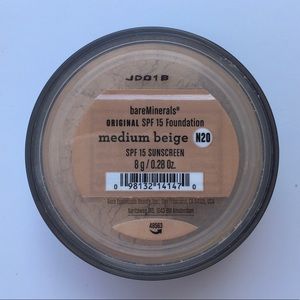 JD01B
bareMinerals®
ORIGINAL SPF 15 Foundation
medium beige N20
SPF 15 SUNSCREEN
8 g / 0.28 Oz.
0 98132 14147 0